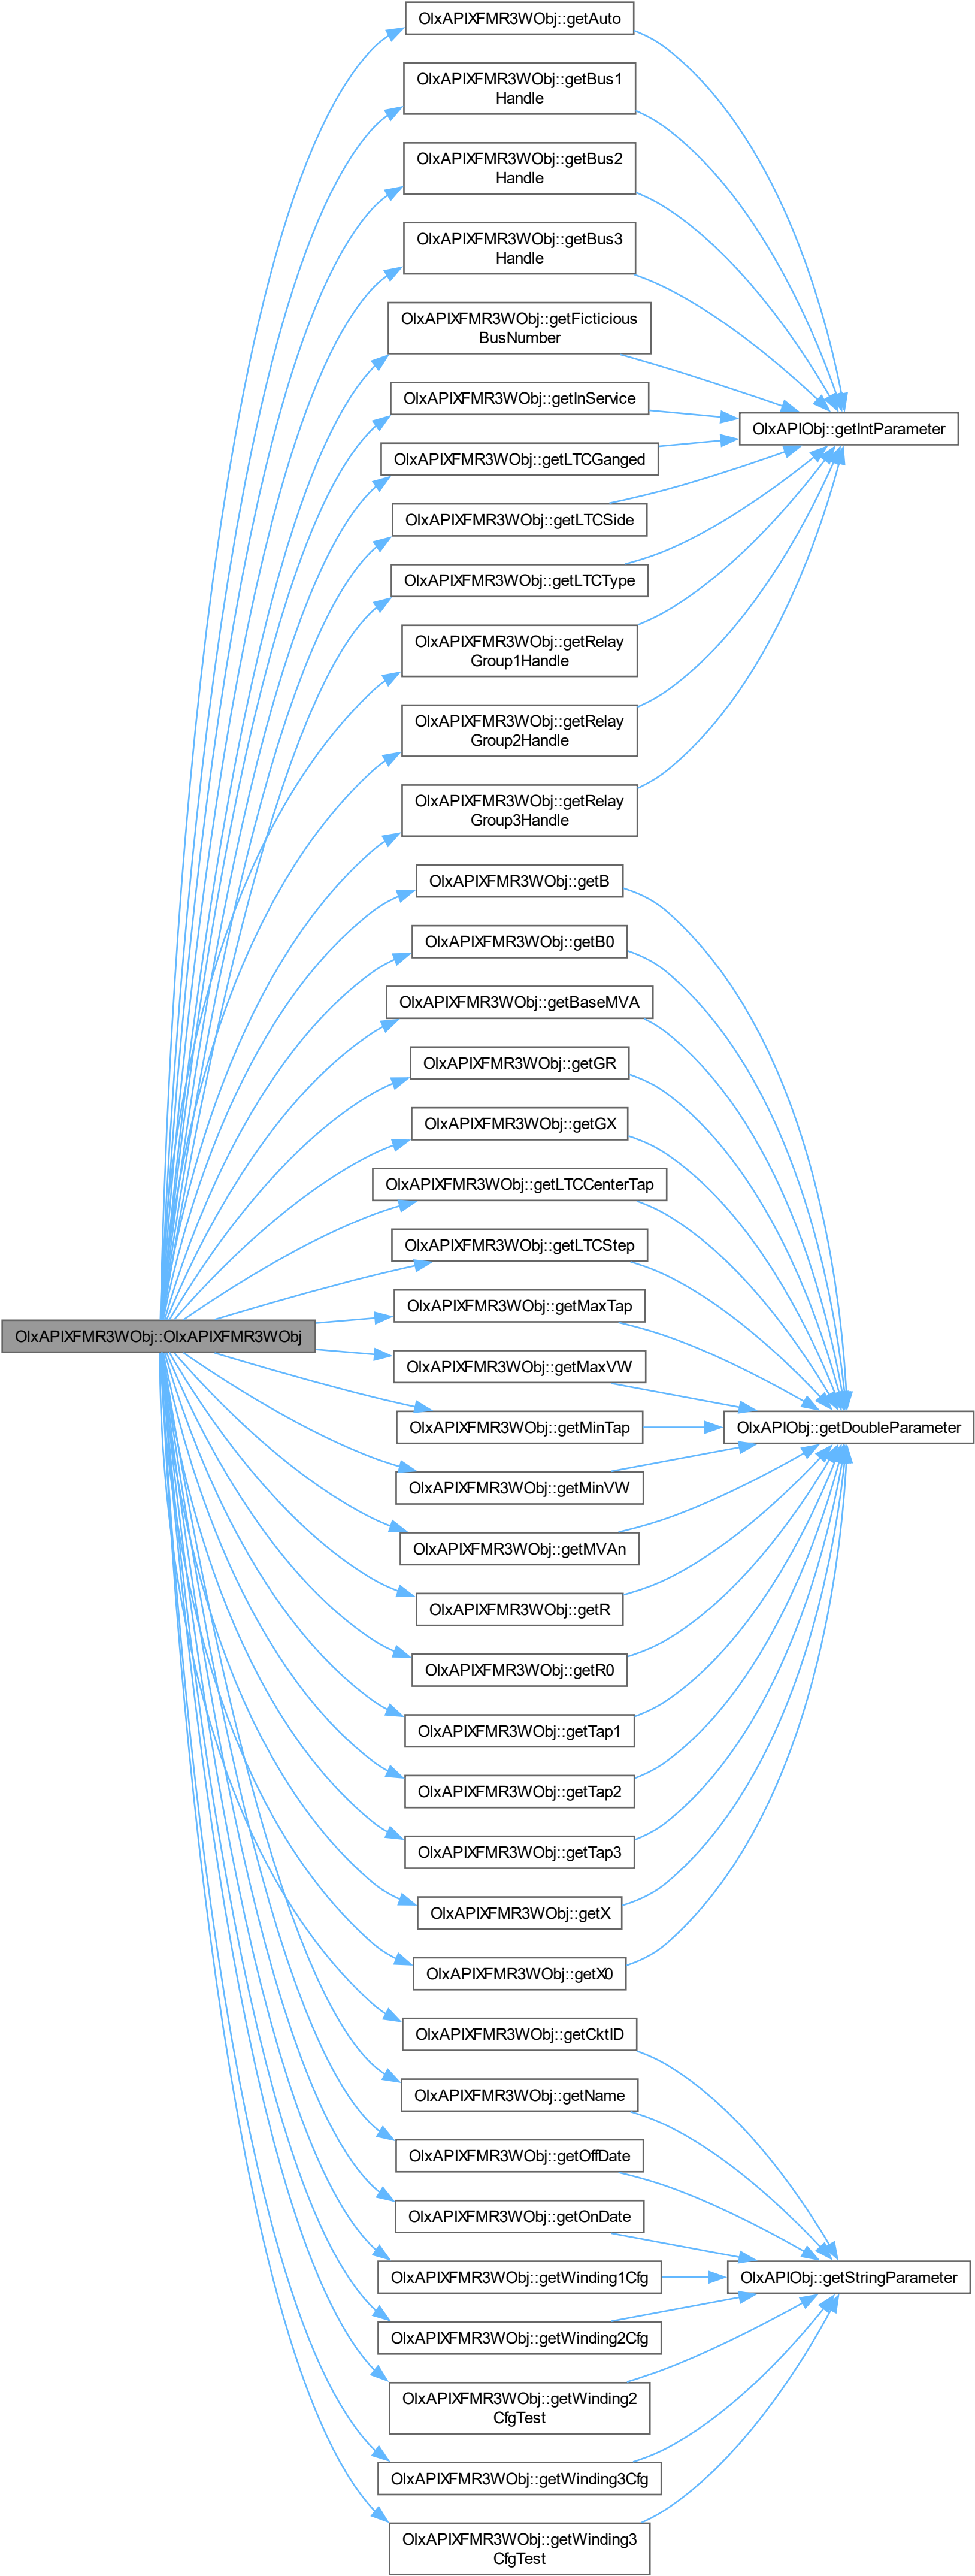 OlxAPIXFMR3WObj::getAuto
OlxAPIXFMR3WObj::getBus1
Handle
OlxAPIXFMR3WObj::getBus2
Handle
OlxAPIXFMR3WObj::getBus3
Handle
OlxAPIXFMR3WObj::getFicticious
BusNumber
OlxAPIXFMR3WObj::getInService
OlxAPIObj::getIntParameter
OlxAPIXFMR3WObj::getLTCGanged
OlxAPIXFMR3WObj::getLTCSide
OlxAPIXFMR3WObj::getLTCType
OlxAPIXFMR3WObj::getRelay
Group1Handle
OlxAPIXFMR3WObj::getRelay
Group2Handle
OlxAPIXFMR3WObj::getRelay
Group3Handle
OlxAPIXFMR3WObj::getB
OlxAPIXFMR3WObj::getB0
OlxAPIXFMR3WObj::getBaseMVA
OlxAPIXFMR3WObj::getGR
OlxAPIXFMR3WObj::getGX
OlxAPIXFMR3WObj::getLTCCenterTap
OlxAPIXFMR3WObj::getLTCStep
OlxAPIXFMR3WObj::getMaxTap
OlxAPIXFMR3WObj::OlxAPIXFMR3WObj
OlxAPIXFMR3WObj::getMaxVW
OlxAPIXFMR3WObj::getMinTap
OlxAPIObj::getDoubleParameter
OlxAPIXFMR3WObj::getMinVW
OlxAPIXFMR3WObj::getMVAn
OlxAPIXFMR3WObj::getR
OlxAPIXFMR3WObj::getR0
OlxAPIXFMR3WObj::getTap1
OlxAPIXFMR3WObj::getTap2
OlxAPIXFMR3WObj::getTap3
OlxAPIXFMR3WObj::getX
OlxAPIXFMR3WObj::getX0
OlxAPIXFMR3WObj::getCktID
OlxAPIXFMR3WObj::getName
OlxAPIXFMR3WObj::getOffDate
OlxAPIXFMR3WObj::getOnDate
OlxAPIXFMR3WObj::getWinding1Cfg
OlxAPIObj::getStringParameter
OlxAPIXFMR3WObj::getWinding2Cfg
OlxAPIXFMR3WObj::getWinding2
CfgTest
OlxAPIXFMR3WObj::getWinding3Cfg
OlxAPIXFMR3WObj::getWinding3
CfgTest